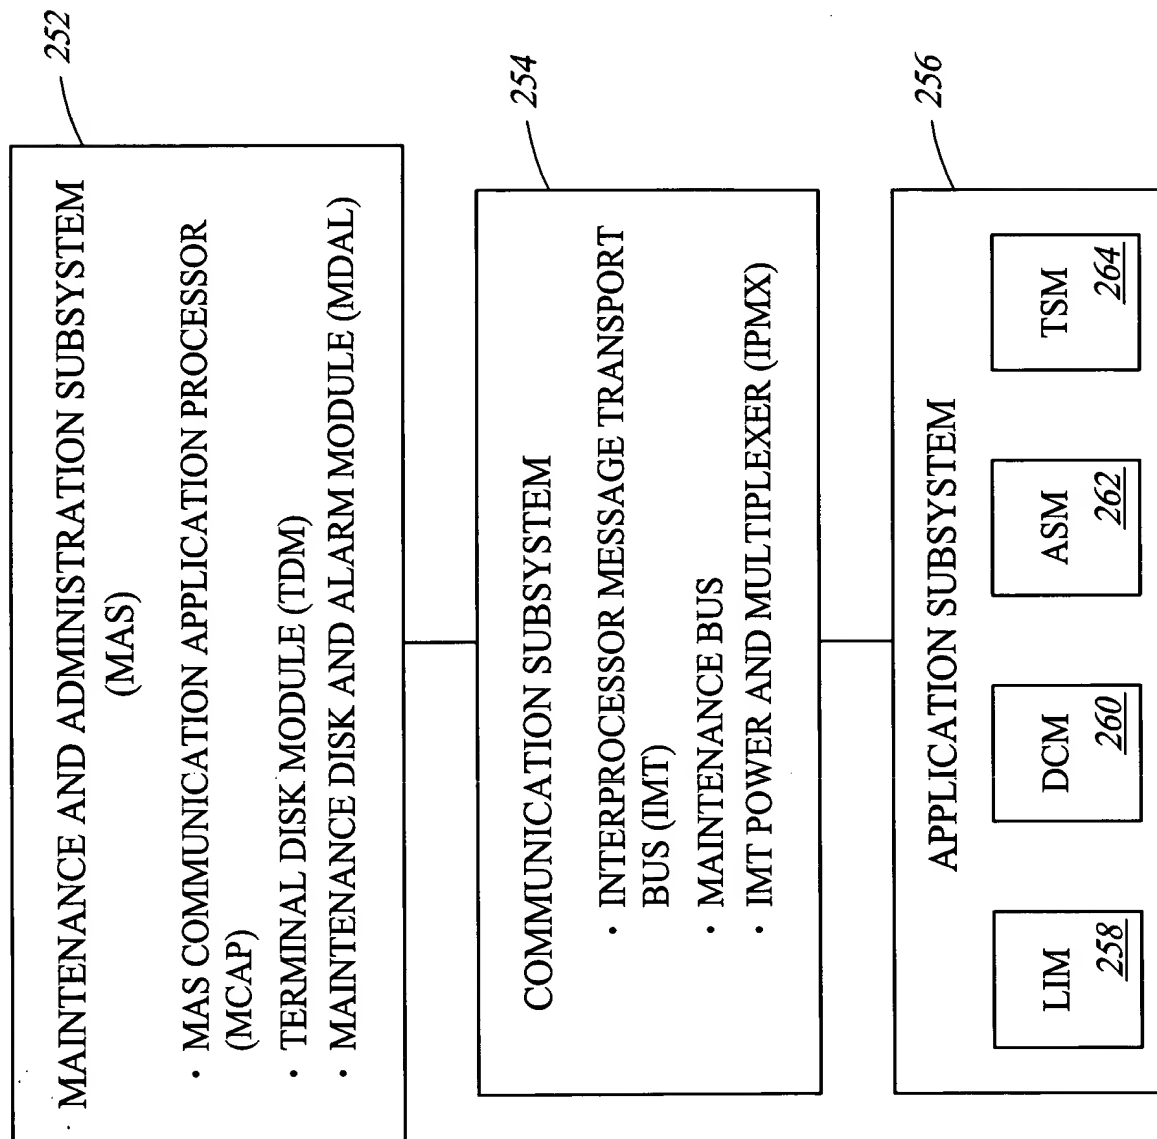 252
MAINTENANCE AND ADMINISTRATION SUBSYSTEM
(MAS)
· MAS COMMUNICATION APPLICATION PROCESSOR
(MCAP)
· TERMINAL DISK MODULE (TDM)
· MAINTENANCE DISK AND ALARM MODULE (MDAL)
254
COMMUNICATION SUBSYSTEM
· INTERPROCESSOR MESSAGE TRANSPORT
BUS (IMT)
· MAINTENANCE BUS
· IMT POWER AND MULTIPLEXER (IPMX)
256
APPLICATION SUBSYSTEM
LIM
258
DCM
260
ASM
262
TSM
264